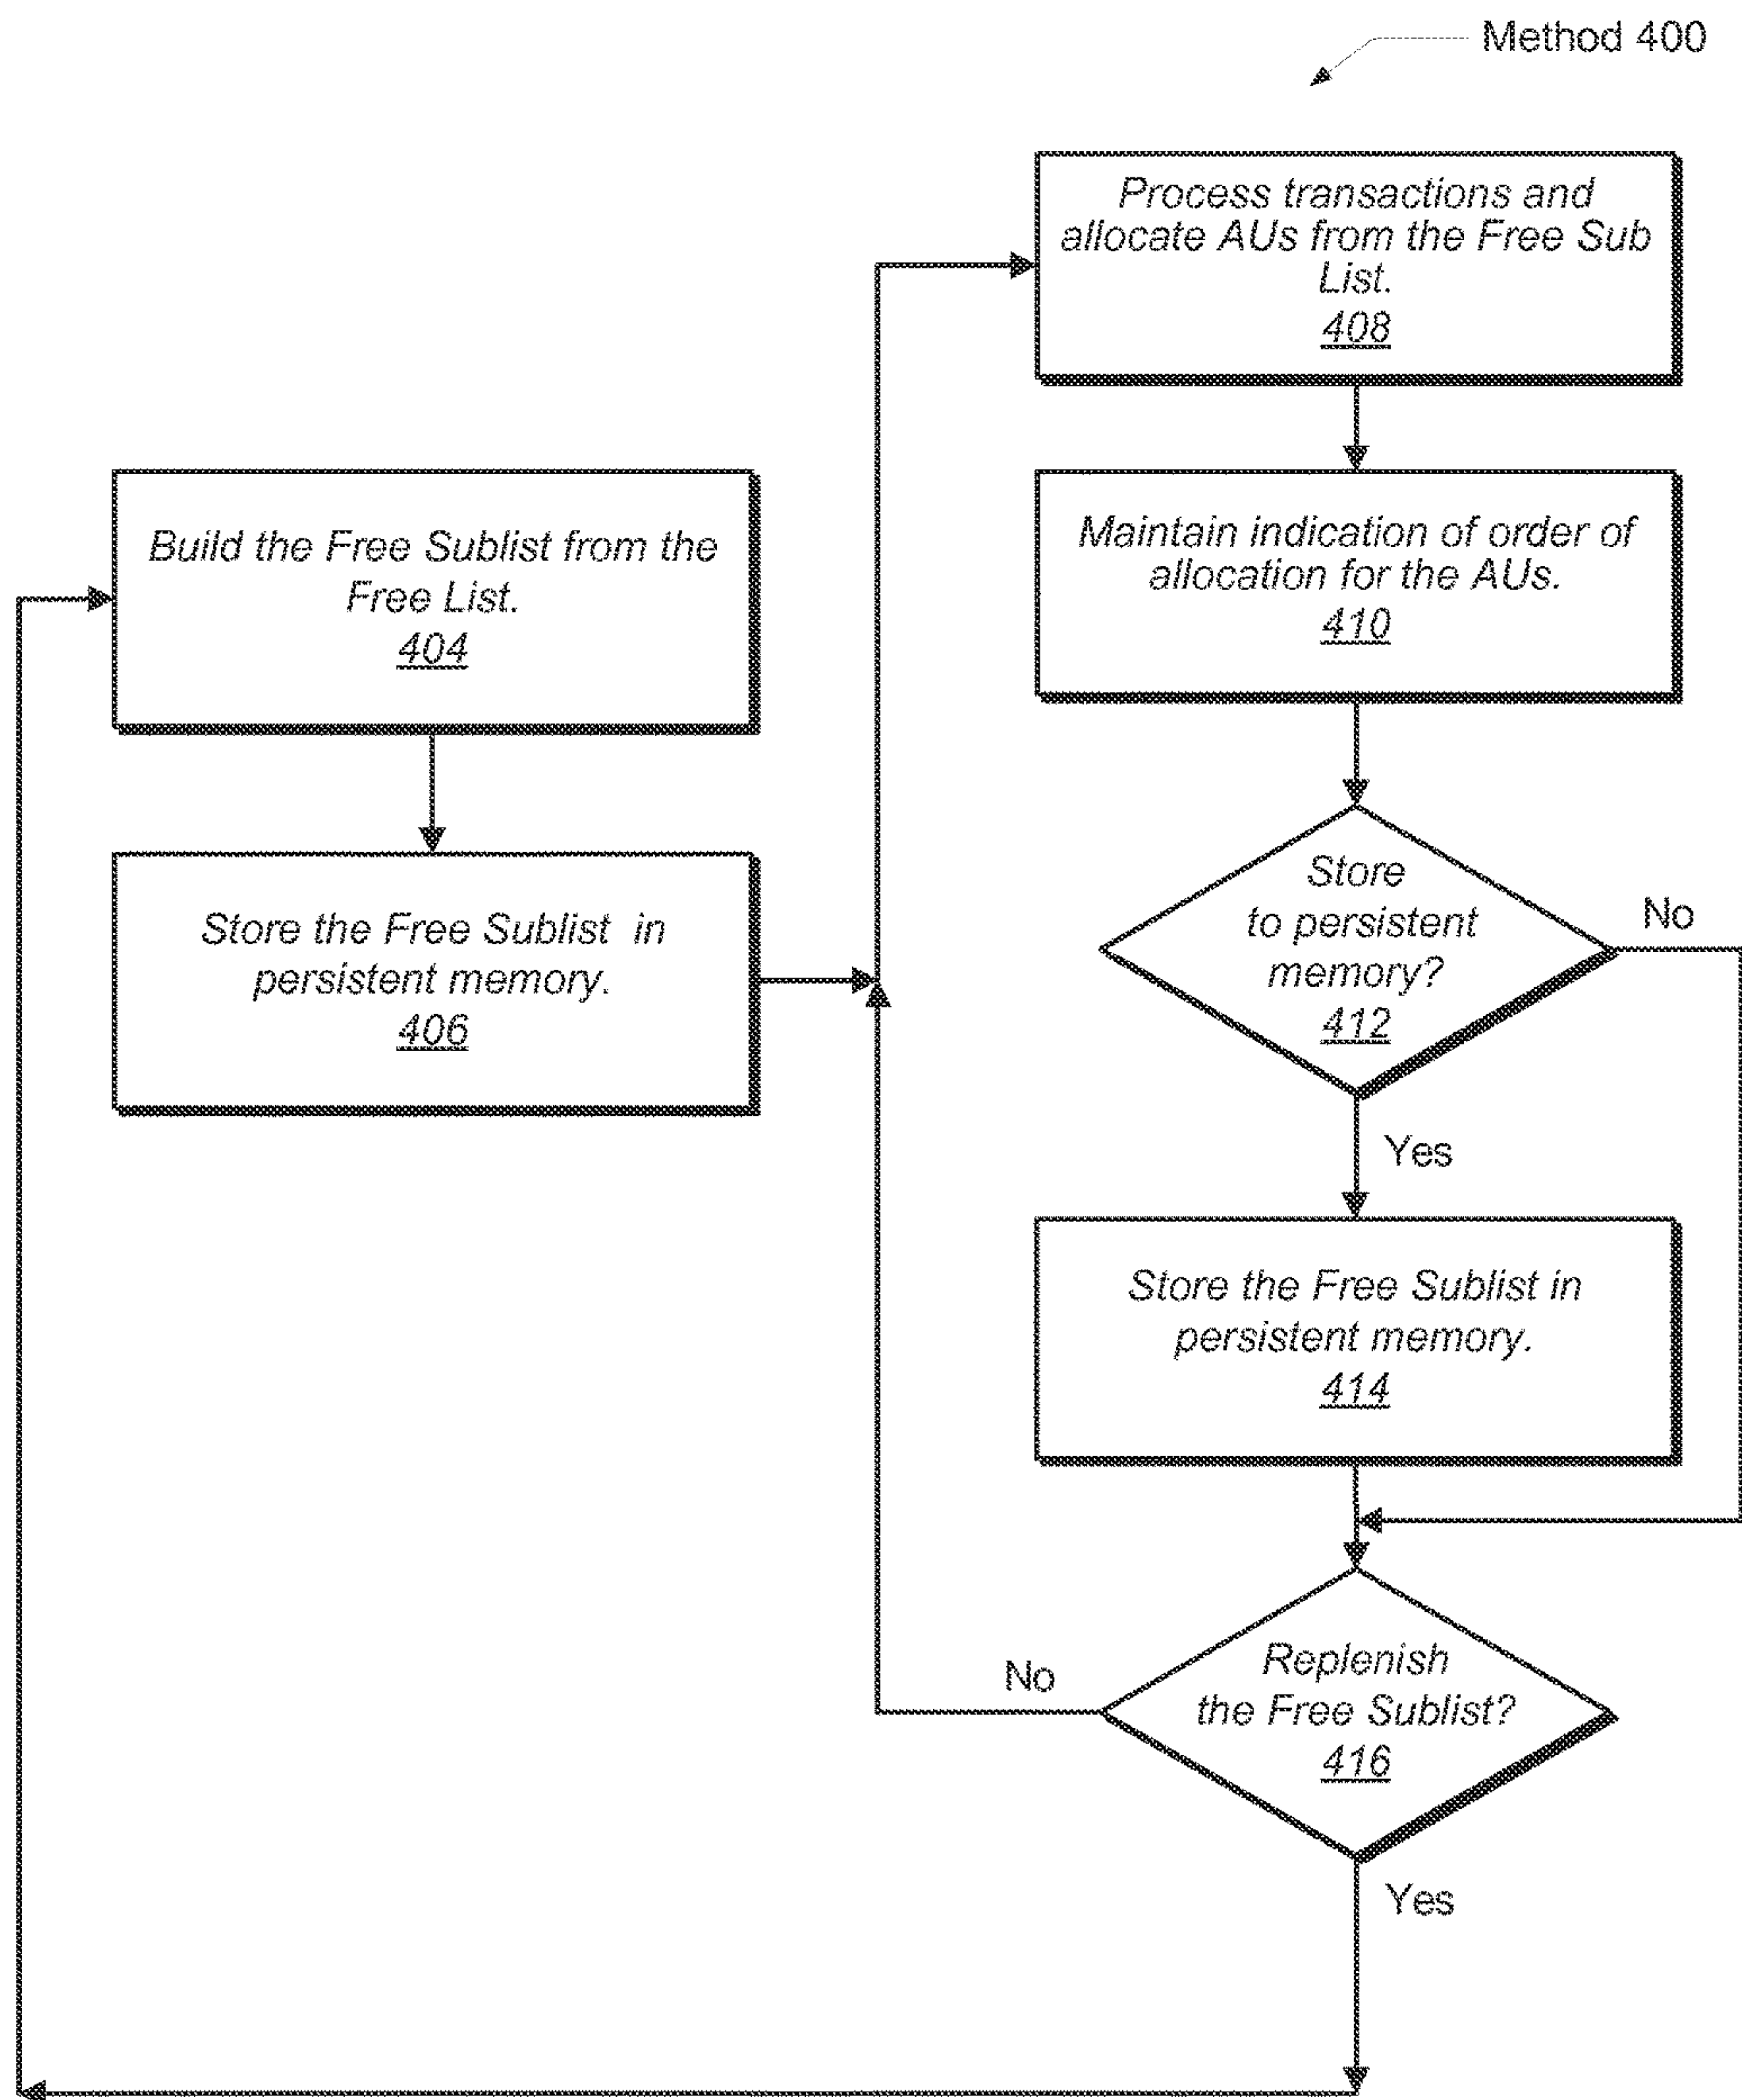 Method 400
Build the Free Sublist from the
Free List.
404
Store the Free Sublist in
persistent memory.
406
Process transactions and
allocate AUs from the Free Sub
List.
408
Maintain indication of order of
allocation for the AUs.
410
Store
to persistent
memory?
412
No
Yes
Store the Free Sublist in
persistent memory.
414
Replenish
the Free Sublist?
416
No
Yes